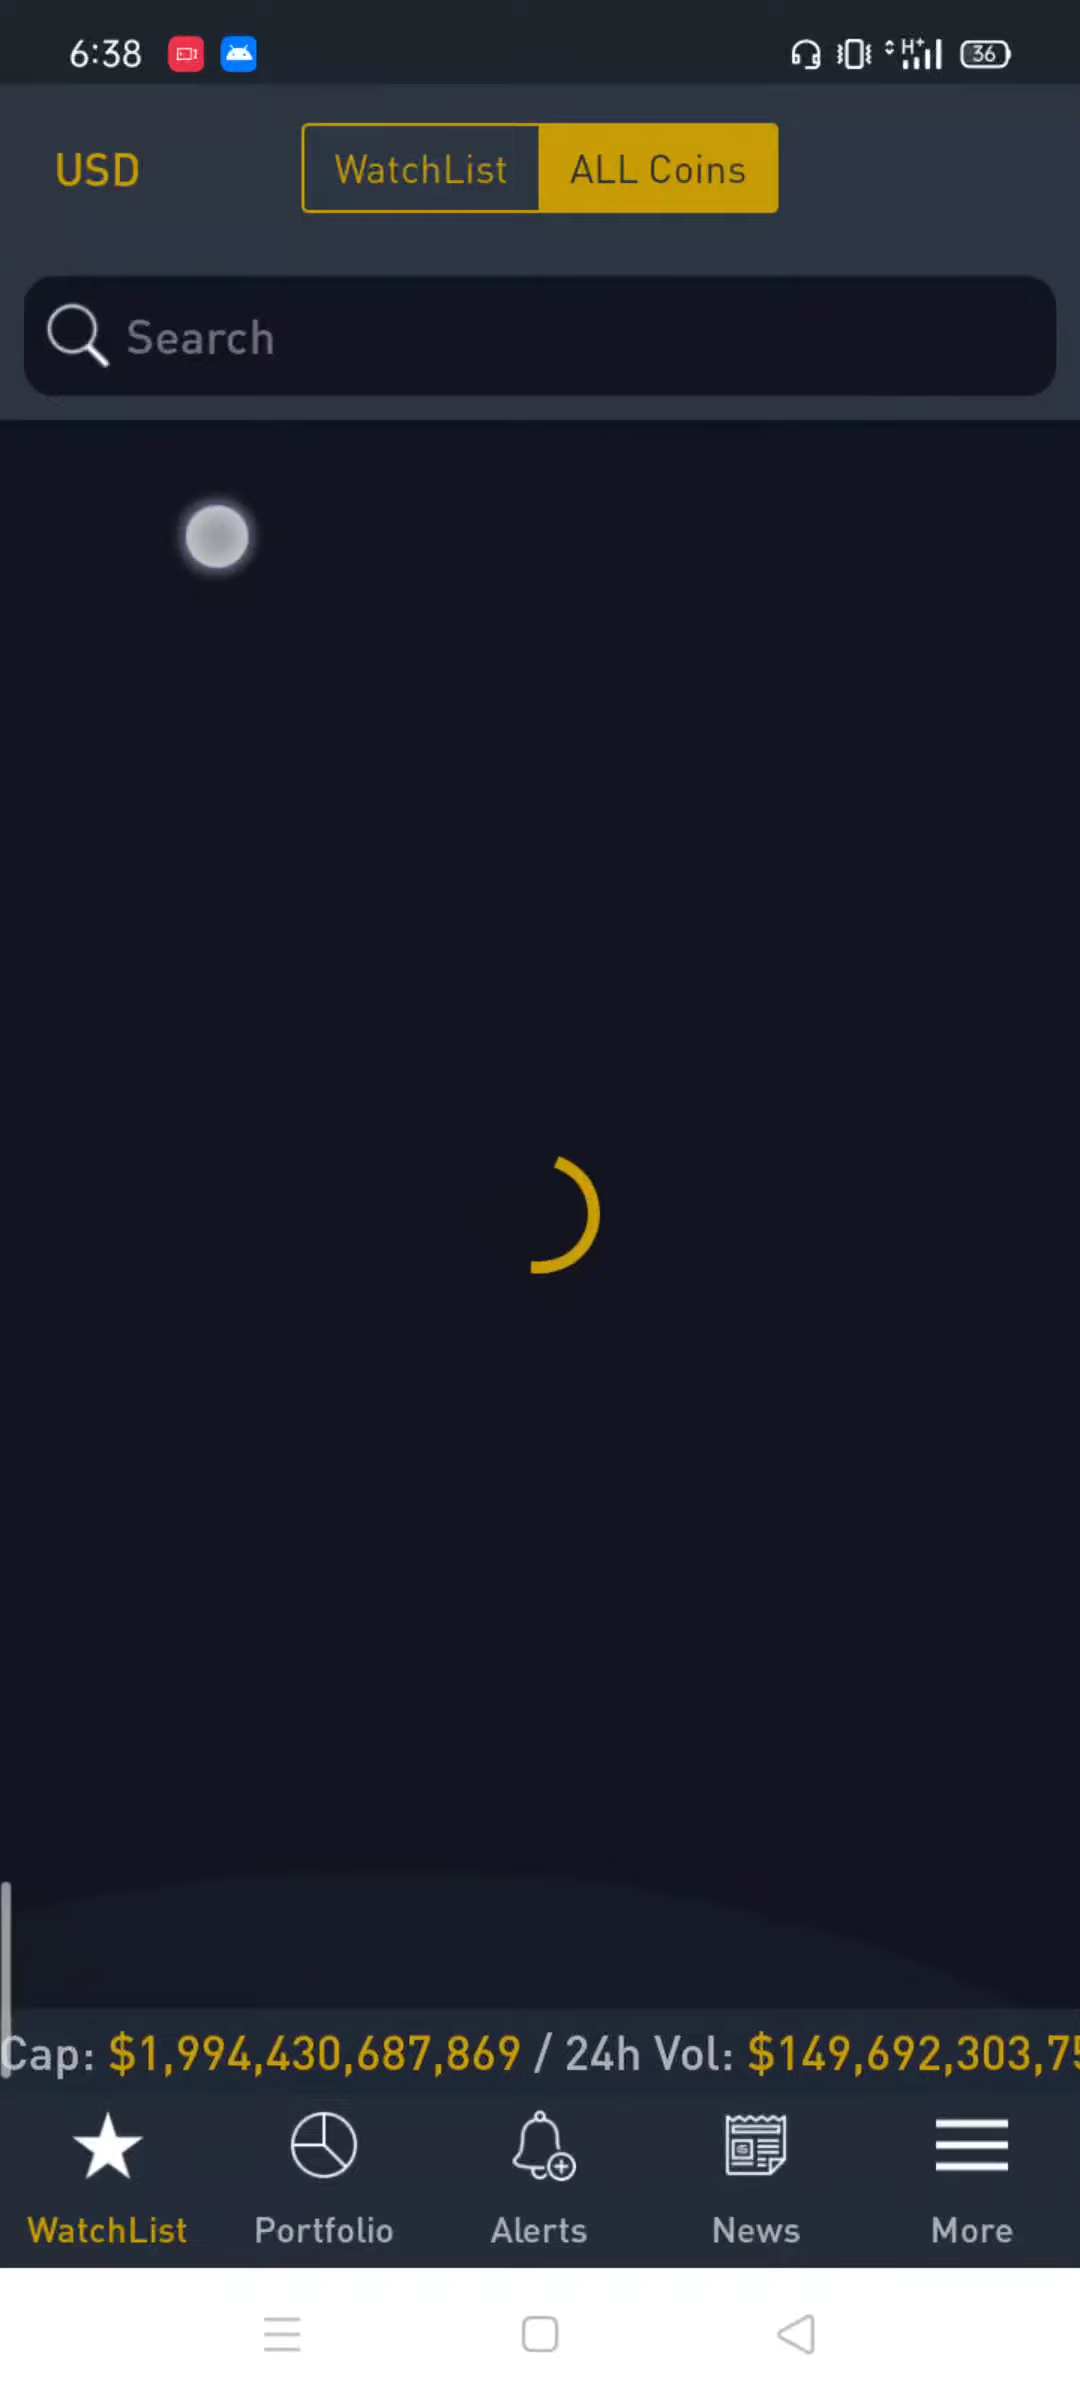 6:38
H+
36
USD
WatchList
ALL Coins
Search
Cap: $1,994,430,687,869 / 24h Vol: $149,692,303,75
WatchList
Portfolio
Alerts
News
More